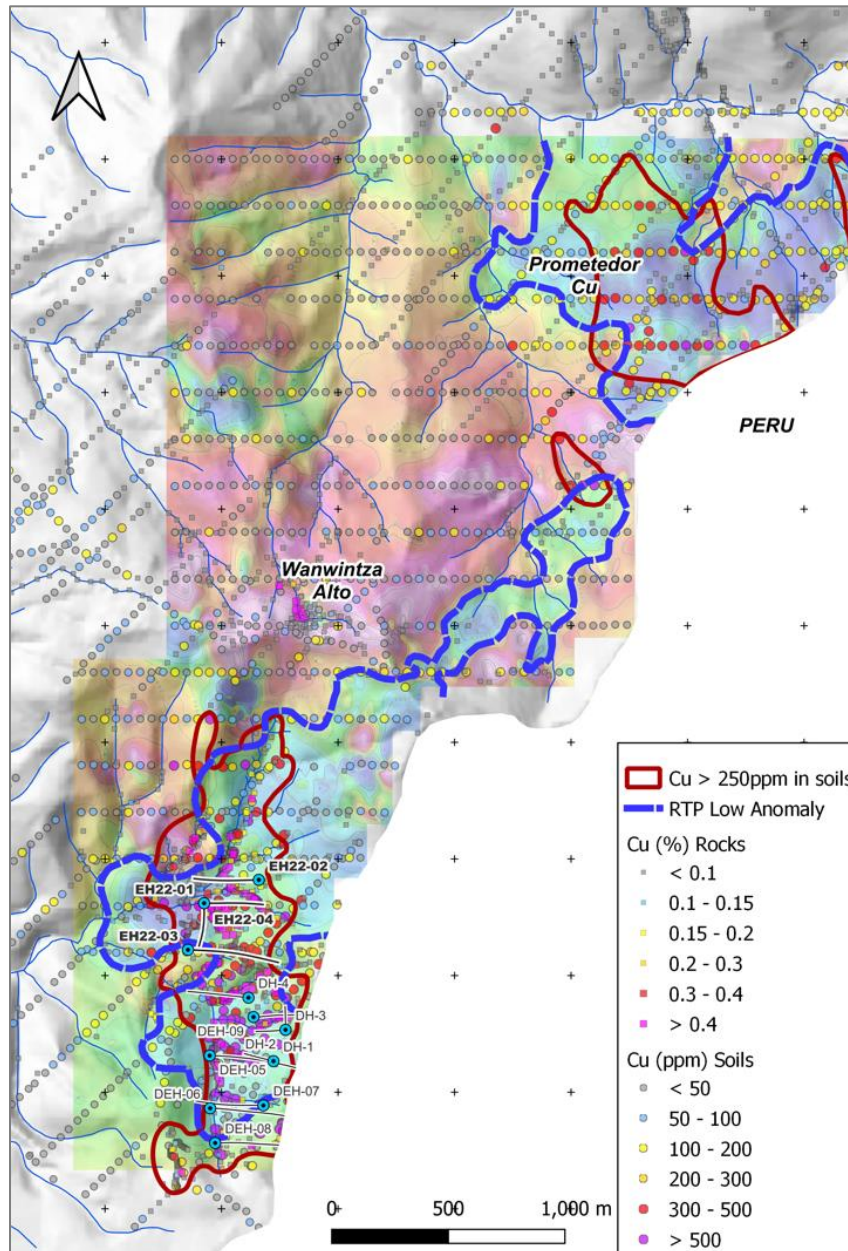 Prometedor
Cu
PERU
Wanwintza
Alto
EH22-02
EH22-01
EH22-04
EH22-03
DH-4
DH-3
DEH-09
DH-2
DH-1
DEH-05
DEH-06
DEH-07
DEH-08
Cu > 250ppm in soils
RTP Low Anomaly
Cu (%) Rocks
< 0.1
0.1 - 0.15
0.15 - 0.2
0.2 - 0.3
0.3 - 0.4
> 0.4
Cu (ppm) Soils
< 50
50 - 100
100 - 200
200 - 300
300 - 500
> 500
0 500 1,000 m